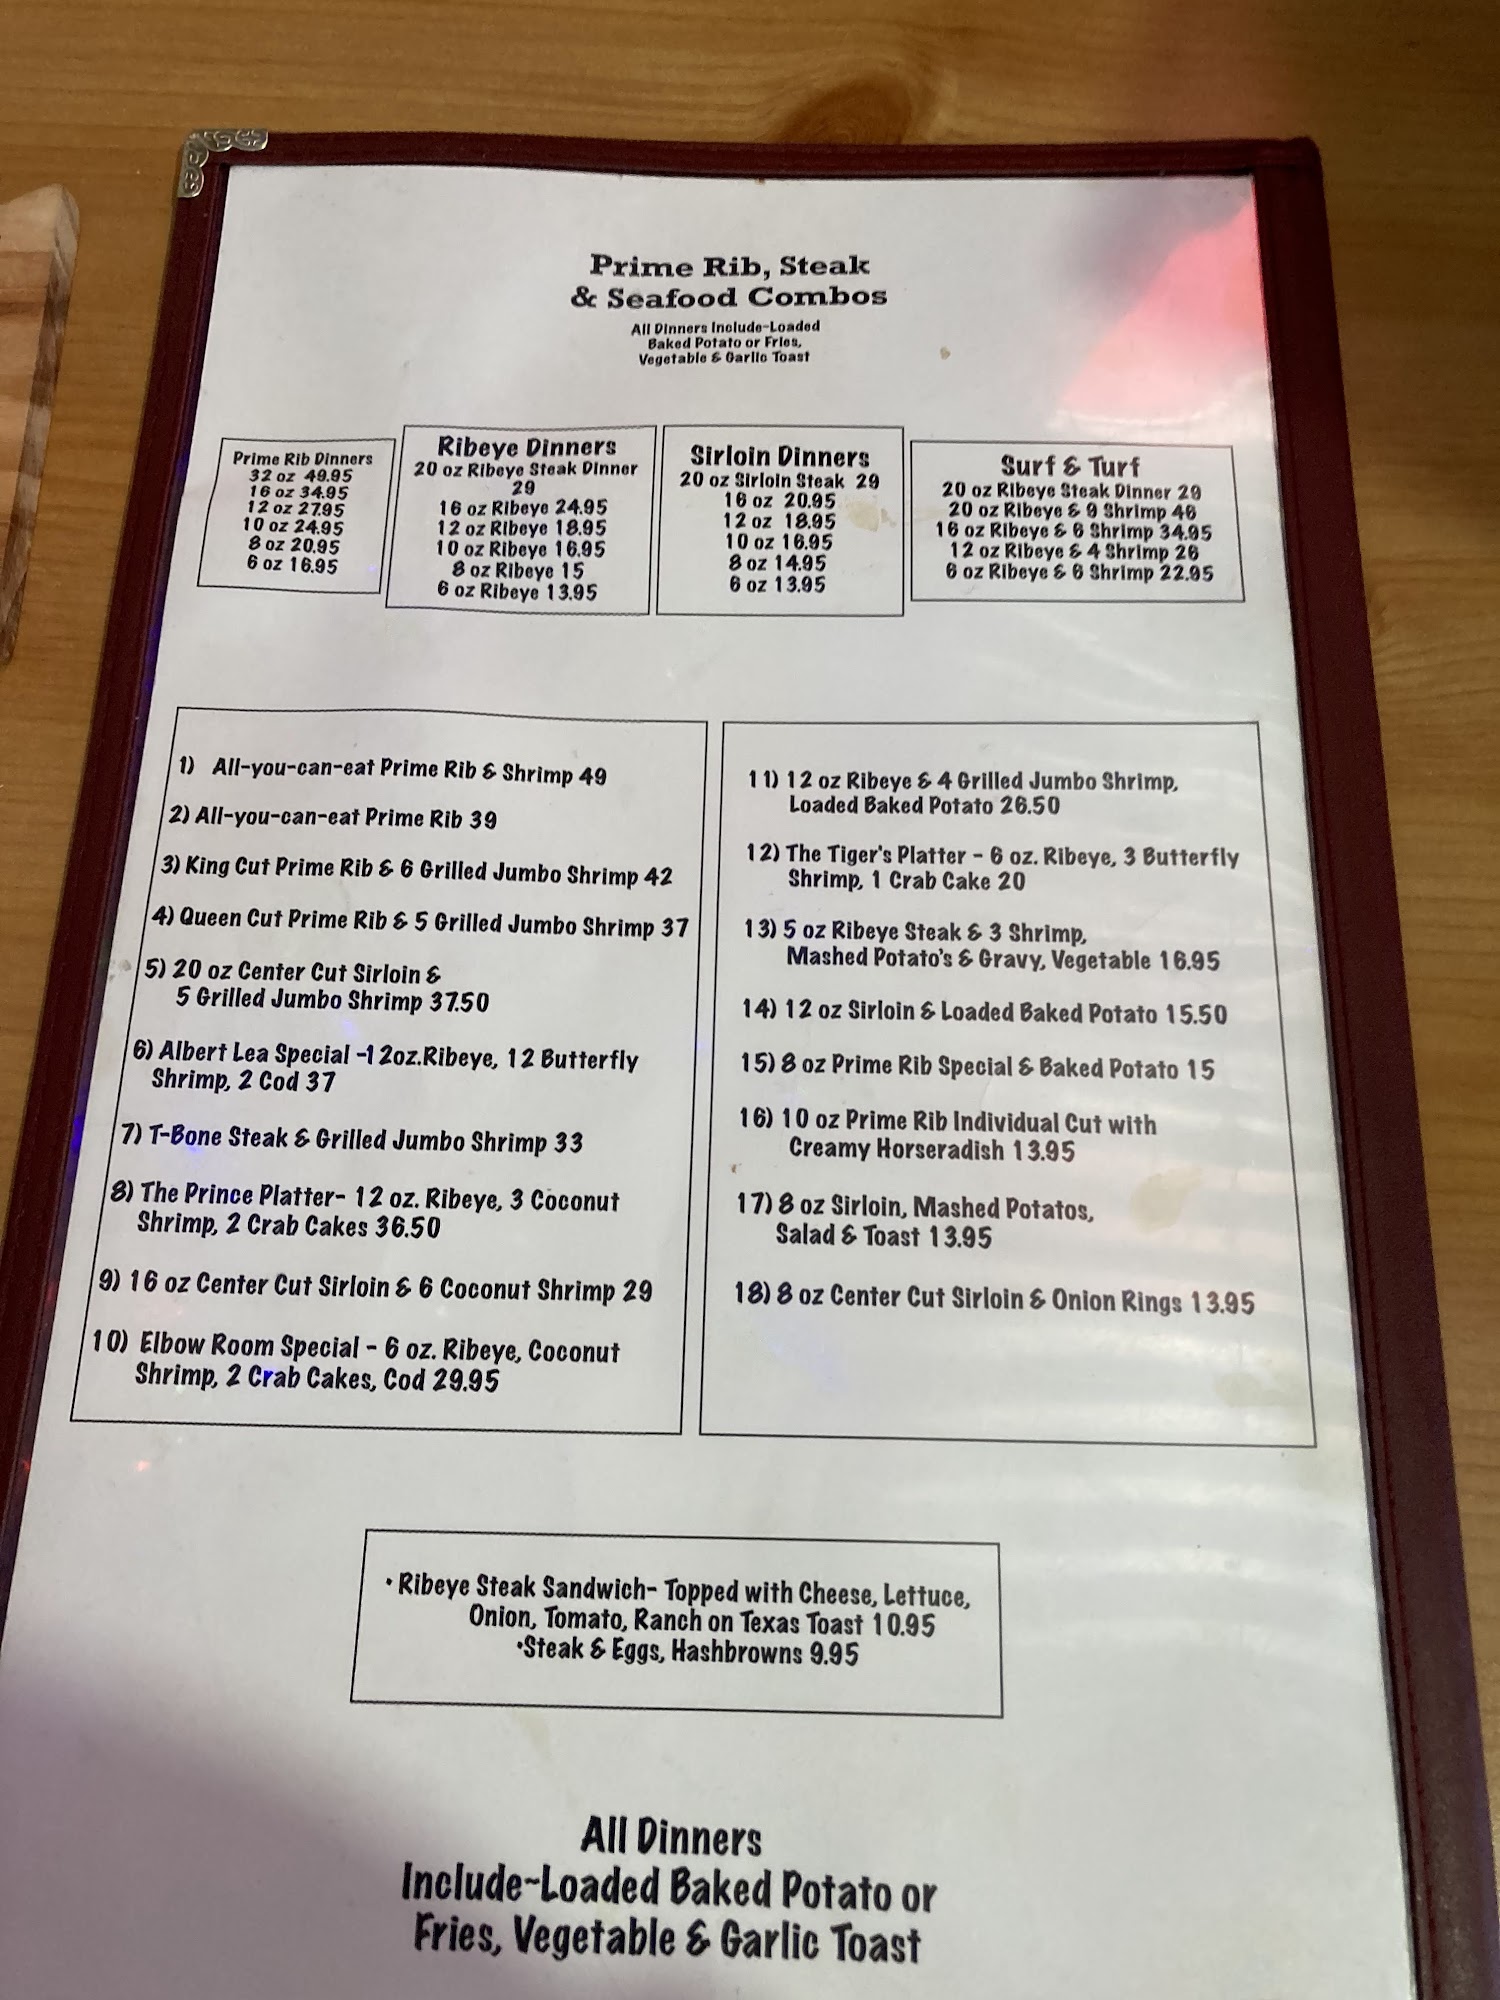 Prime Rib, Steak
& Seafood Combos
All Dinners Include-Loaded
Baked Potato or Fries,
Vegetable & Garlic Toast
Prime Rib Dinners
32 oz 49.95
16 oz 34.95
12 oz 27.95
10 oz 24.95
8 oz 20.95
6 oz 16.95
Ribeye Dinners
20 oz Ribeye Steak Dinner
29
16 oz Ribeye 24.95
12 oz Ribeye 18.95
10 oz Ribeye 16.95
8 oz Ribeye 15
6 oz Ribeye 13.95
Sirloin Dinners
20 oz Sirloin Steak 29
16 oz 20.95
12 oz 18.95
10 oz 16.95
8 oz 14.95
6 oz 13.95
Surf & Turf
20 oz Ribeye Steak Dinner 29
20 oz Ribeye & 9 Shrimp 46
16 oz Ribeye & 6 Shrimp 34.95
12 oz Ribeye & 4 Shrimp 26
6 oz Ribeye & 6 Shrimp 22.95
1) All-you-can-eat Prime Rib & Shrimp 49
2) All-you-can-eat Prime Rib 39
3) King Cut Prime Rib & 6 Grilled Jumbo Shrimp 42
4) Queen Cut Prime Rib & 5 Grilled Jumbo Shrimp 37
5) 20 oz Center Cut Sirloin &
5 Grilled Jumbo Shrimp 37.50
6) Albert Lea Special -12oz.Ribeye, 12 Butterfly
Shrimp, 2 Cod 37
7) T-Bone Steak & Grilled Jumbo Shrimp 33
8) The Prince Platter- 12 oz. Ribeye, 3 Coconut
Shrimp, 2 Crab Cakes 36.50
9) 16 oz Center Cut Sirloin & 6 Coconut Shrimp 29
10) Elbow Room Special - 6 oz. Ribeye, Coconut
Shrimp, 2 Crab Cakes, Cod 29.95
11) 12 oz Ribeye & 4 Grilled Jumbo Shrimp,
Loaded Baked Potato 26.50
12) The Tiger's Platter - 6 oz. Ribeye, 3 Butterfly
Shrimp, 1 Crab Cake 20
13) 5 oz Ribeye Steak & 3 Shrimp,
Mashed Potato's & Gravy, Vegetable 16.95
14) 12 oz Sirloin & Loaded Baked Potato 15.50
15) 8 oz Prime Rib Special & Baked Potato 15
16) 10 oz Prime Rib Individual Cut with
Creamy Horseradish 13.95
17) 8 oz Sirloin, Mashed Potatos,
Salad & Toast 13.95
18) 8 oz Center Cut Sirloin & Onion Rings 13.95
• Ribeye Steak Sandwich- Topped with Cheese, Lettuce,
Onion, Tomato, Ranch on Texas Toast 10.95
•Steak & Eggs, Hashbrowns 9.95
All Dinners
Include-Loaded Baked Potato or
Fries, Vegetable & Garlic Toast